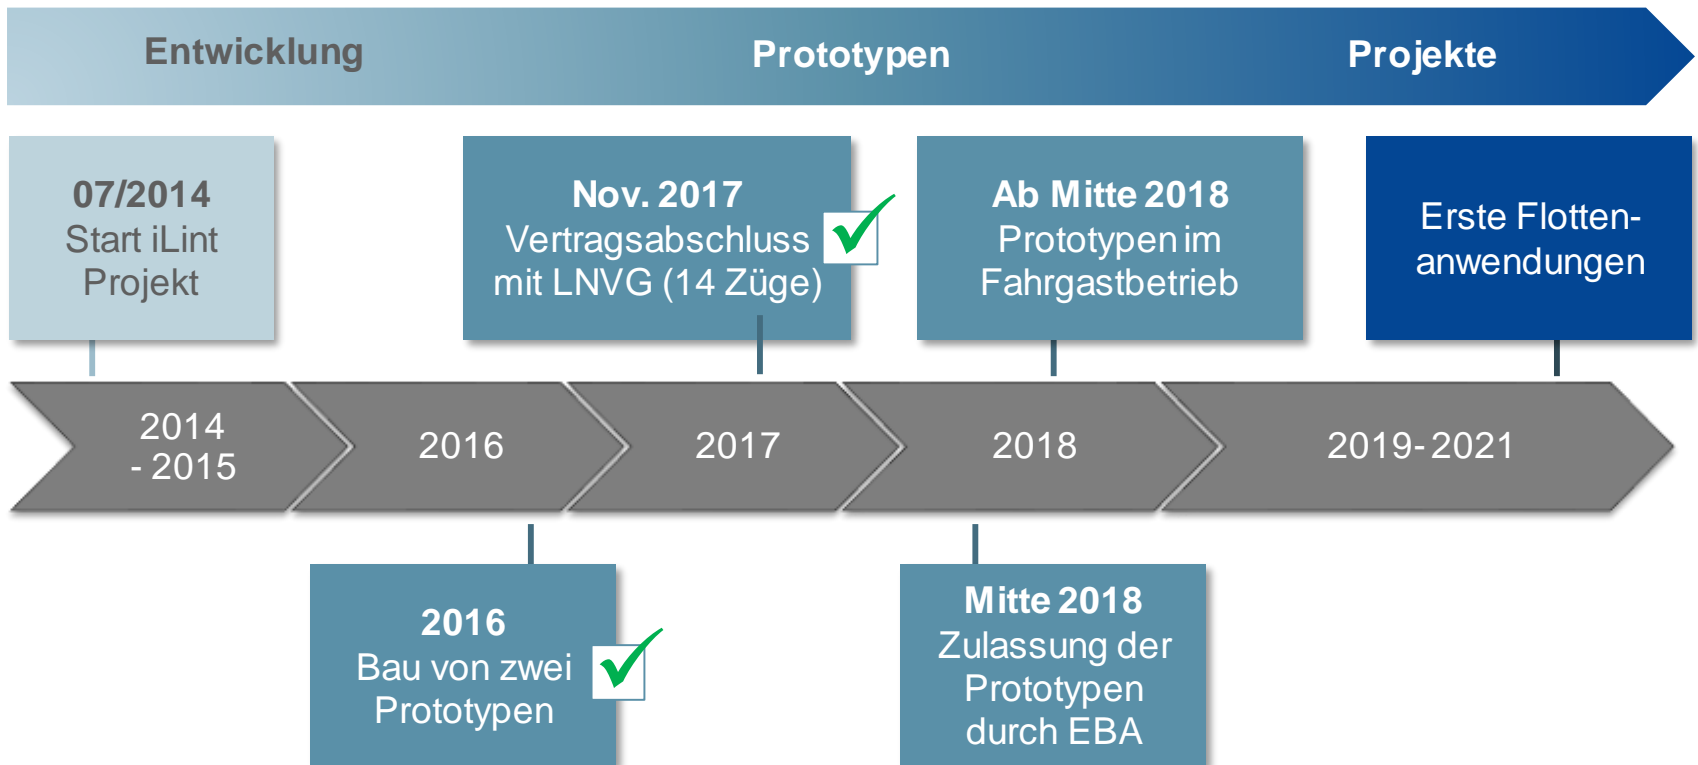 Entwicklung
Prototypen
Projekte
07/2014
Start iLint
Projekt
Nov. 2017
Vertragsabschluss
mit LNVG (14 Züge)
Ab Mitte 2018
Prototypen im
Fahrgastbetrieb
Erste Flotten-
anwendungen
2014
- 2015
2016
2017
2018
2019- 2021
2016
Bau von zwei
Prototypen
Mitte 2018
Zulassung der
Prototypen
durch EBA